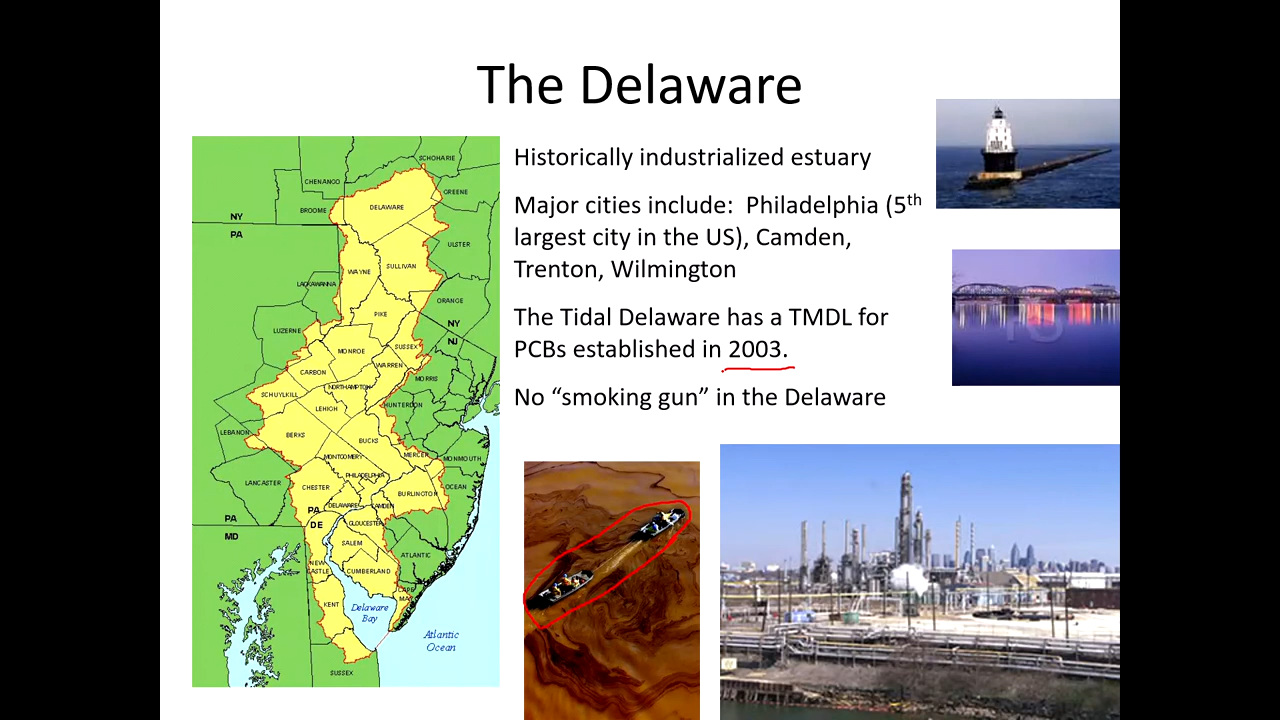 The Delaware
Historically industrialized estuary
Major cities include:  Philadelphia (5th
largest city in the US), Camden,
Trenton, Wilmington
The Tidal Delaware has a TMDL for
PCBs established in 2003.
No “smoking gun” in the Delaware
SCHOHARIE
CHENANGO
GREENE
BROOME
DELAWARE
NY
PA
ULSTER
SULLIVAN
WAYNE
LACKAWANNA
ORANGE
PIKE
NY
NJ
LUZERNE
SUSSEX
MONROE
WARREN
CARBON
MORRIS
NORTHAMPTON
SCHUYLKILL
HUNTERDON
LEHIGH
LEBANON
BERKS
BUCKS
MERCER
MONTGOMERY
MONMOUTH
PHILADELPHIA
LANCASTER
CHESTER
OCEAN
BURLINGTON
DELAWARE
CAMDEN
PA
DE
PA
MD
GLOUCESTER
SALEM
ATLANTIC
NEW
CASTLE
CUMBERLAND
CAPE
MAY
KENT
Delaware
Bay
Atlantic
Ocean
SUSSEX